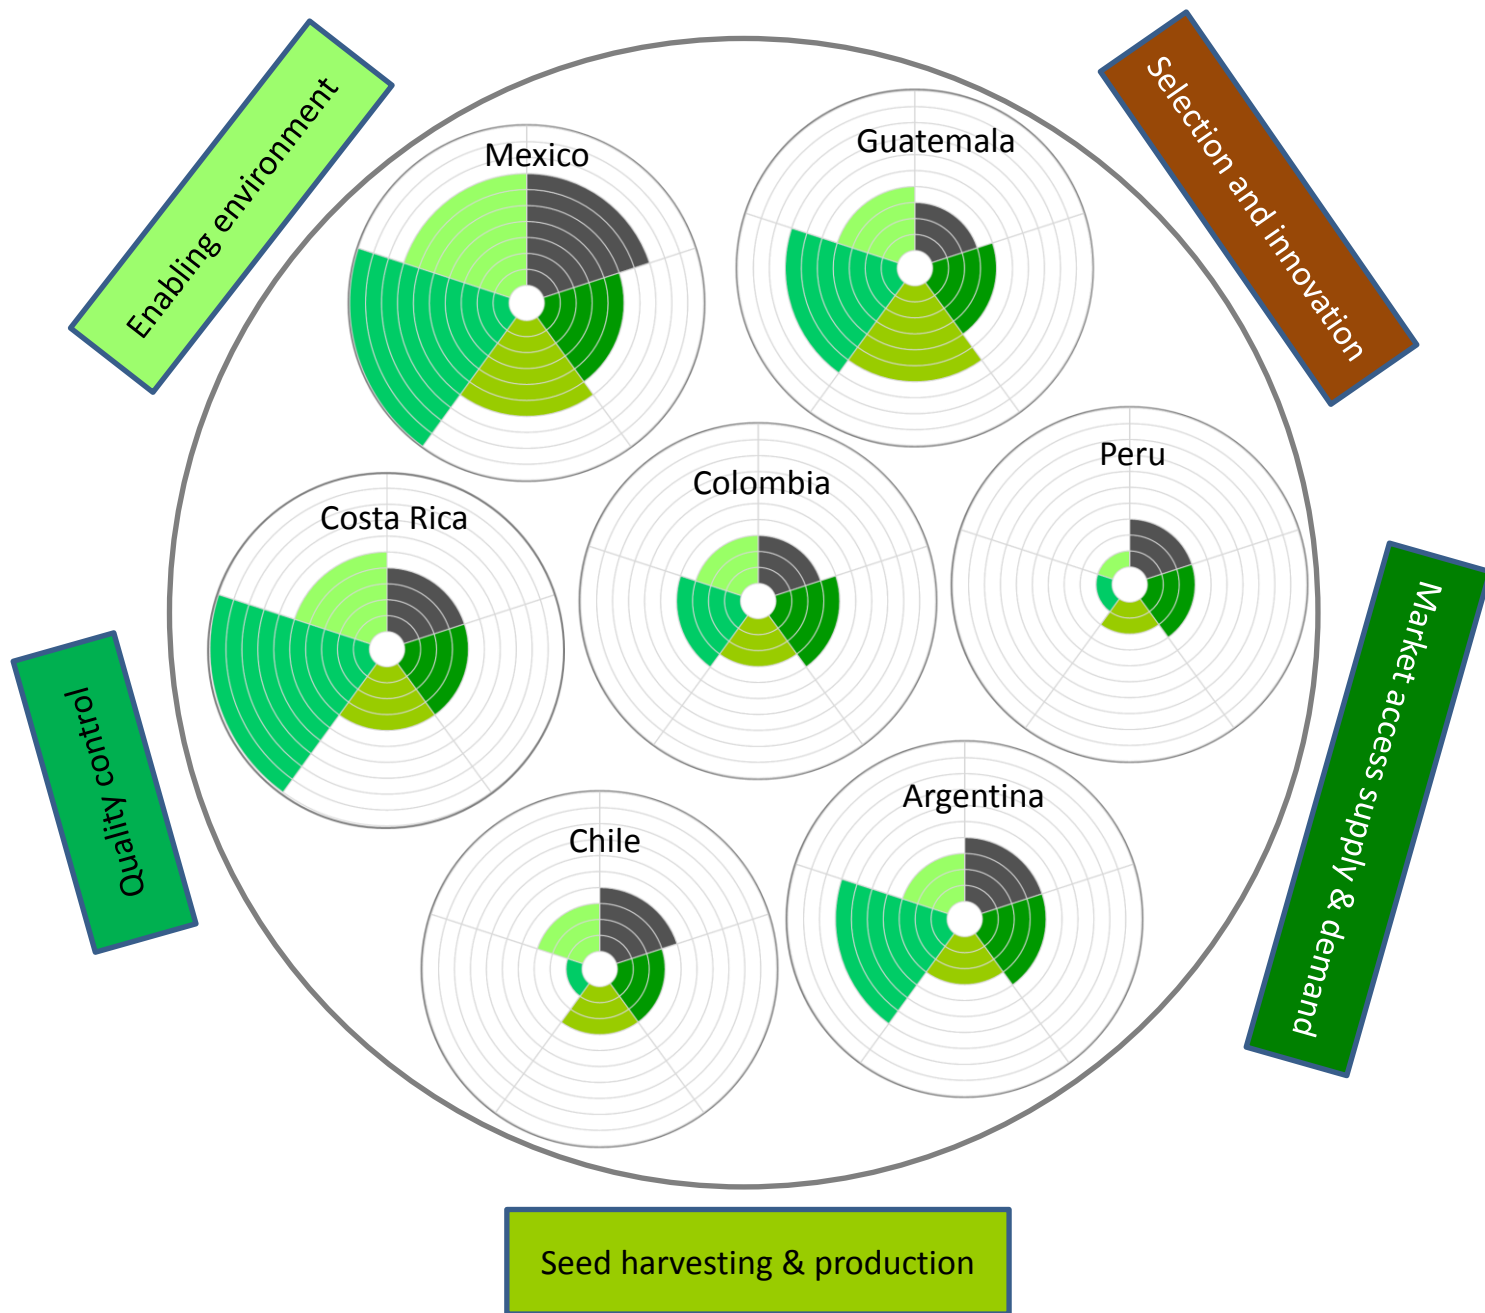 Enabling environment
Selection and innovation
Mexico
Guatemala
Peru
Colombia
Costa Rica
Argentina
Chile
Quality control
Market access supply & demand
Seed harvesting & production